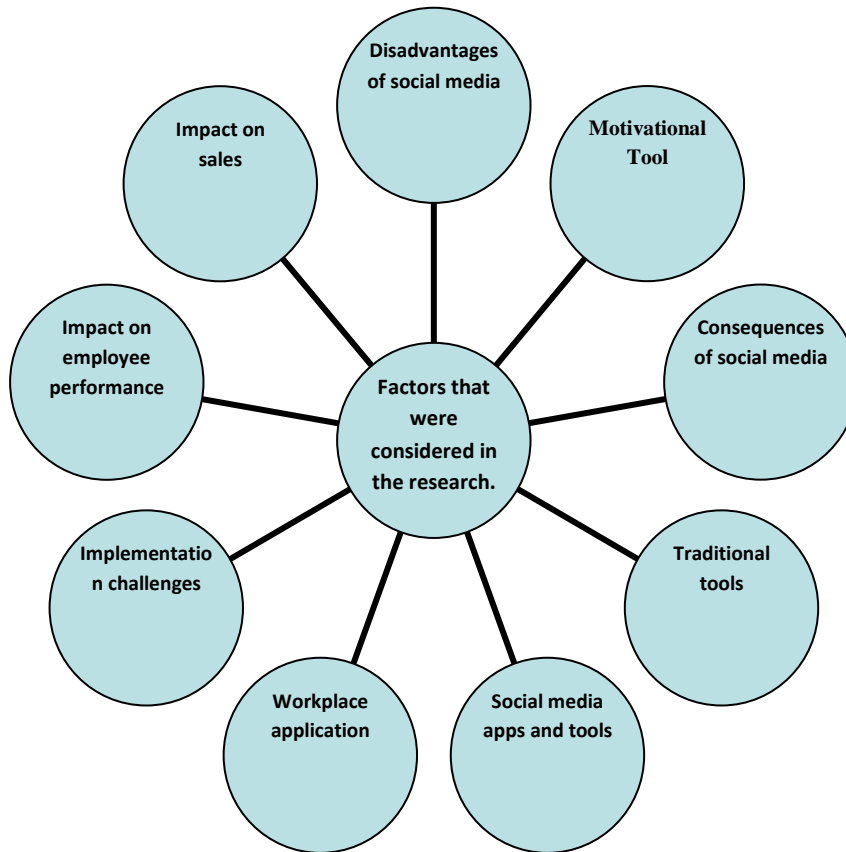 Disadvantages
of social media
Motivational
Tool
Consequences
of social media
Traditional
tools
Social media
apps and tools
Workplace
application
Implementatio
n challenges
Impact on
employee
performance
Impact on
sales
Factors that
were
considered in
the research.